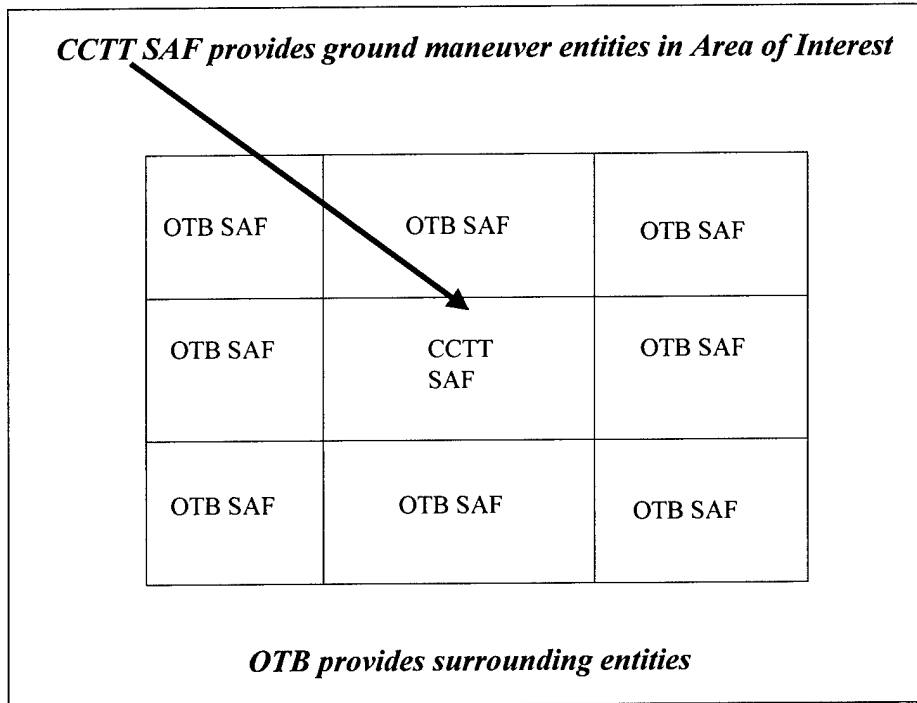 CCTT SAF provides ground maneuver entities in Area of Interest
OTB SAF
OTB SAF
OTB SAF
OTB SAF
CCTT
SAF
OTB SAF
OTB SAF
OTB SAF
OTB SAF
OTB provides surrounding entities